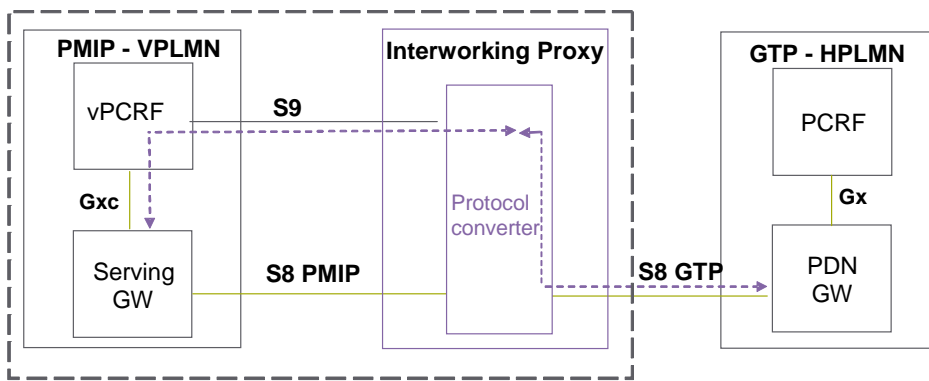 PMIP - VPLMN
vPCRF
Gxc
Serving
GW
S9
S8 PMIP
Interworking Proxy
Protocol
converter
S8 GTP
GTP - HPLMN
PCRF
Gx
PDN
GW